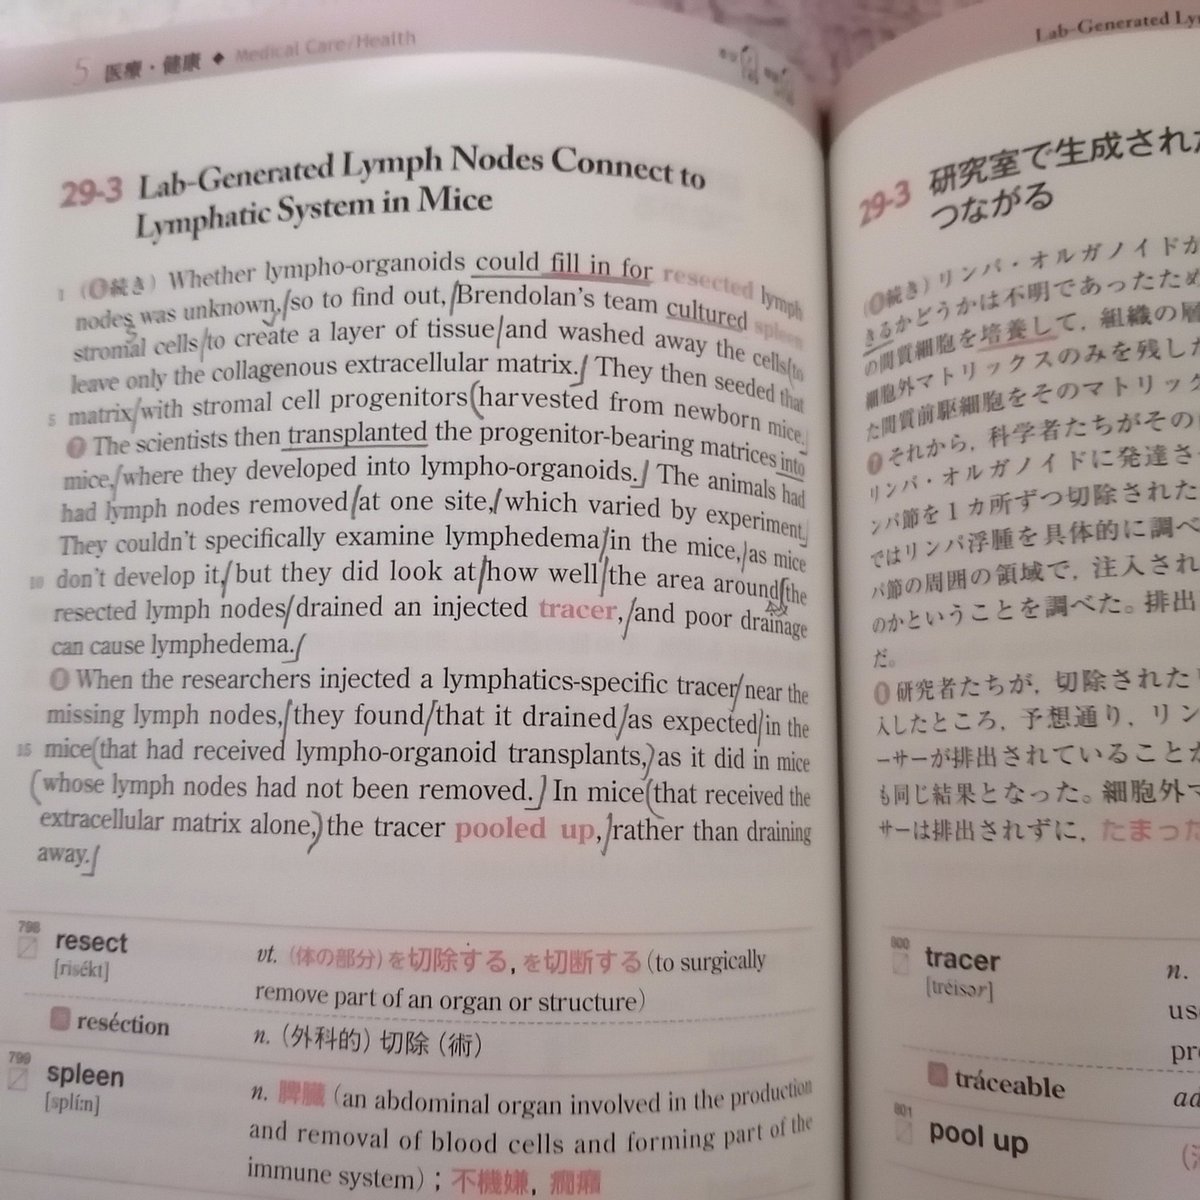 5 医療・健康 ◆ Medical Care/Health
29-3 Lab-Generated Lymph Nodes Connect to
Lymphatic System in Mice
1 (❻続き) Whether lympho-organoids could fill in for resected lymph
nodes was unknown, so to find out, Brendolan's team cultured spleen
stromal cells to create a layer of tissue and washed away the cells to
leave only the collagenous extracellular matrix. They then seeded that
5 matrix with stromal cell progenitors harvested from newborn mice.
❼ The scientists then transplanted the progenitor-bearing matrices into
mice, where they developed into lympho-organoids. The animals had
had lymph nodes removed at one site, which varied by experiment.
They couldn't specifically examine lymphedema in the mice, as mice
10 don't develop it, but they did look at how well the area around the
resected lymph nodes drained an injected tracer, and poor drainage
can cause lymphedema.
❽ When the researchers injected a lymphatics-specific tracer near the
missing lymph nodes, they found that it drained as expected in the
15 mice that had received lympho-organoid transplants, as it did in mice
whose lymph nodes had not been removed. In mice that received the
extracellular matrix alone, the tracer pooled up, rather than draining
away.
798
resect
[risékt]
vt. (体の部分)を切除する, を切断する (to surgically
remove part of an organ or structure)
reséction
n. (外科的) 切除 (術)
799
spleen
[splíːn]
n. 脾臓 (an abdominal organ involved in the production
and removal of blood cells and forming part of the
immune system) ; 不機嫌, 癇癪
Lab-Generated Ly
29-3 研究室で生成された
つながる
(❻続き) リンパ・オルガノイドが
きるかどうかは不明であったため
の間質細胞を培養して, 組織の層
細胞外マトリックスのみを残した
た間質前駆細胞をそのマトリック
❼ それから, 科学者たちがその
リンパ・オルガノイドに発達さ
ンパ節を1カ所ずつ切除された
ではリンパ浮腫を具体的に調べ
パ節の周囲の領域で, 注入され
のかということを調べた。排出
だ。
❽ 研究者たちが, 切除されたリ
入したところ, 予想通り, リン
ーサーが排出されていることが
も同じ結果となった。細胞外マ
サーは排出されずに, たまった
800
tracer
[tréisər]
n.
us
pr
tráceable
ad
801
pool up